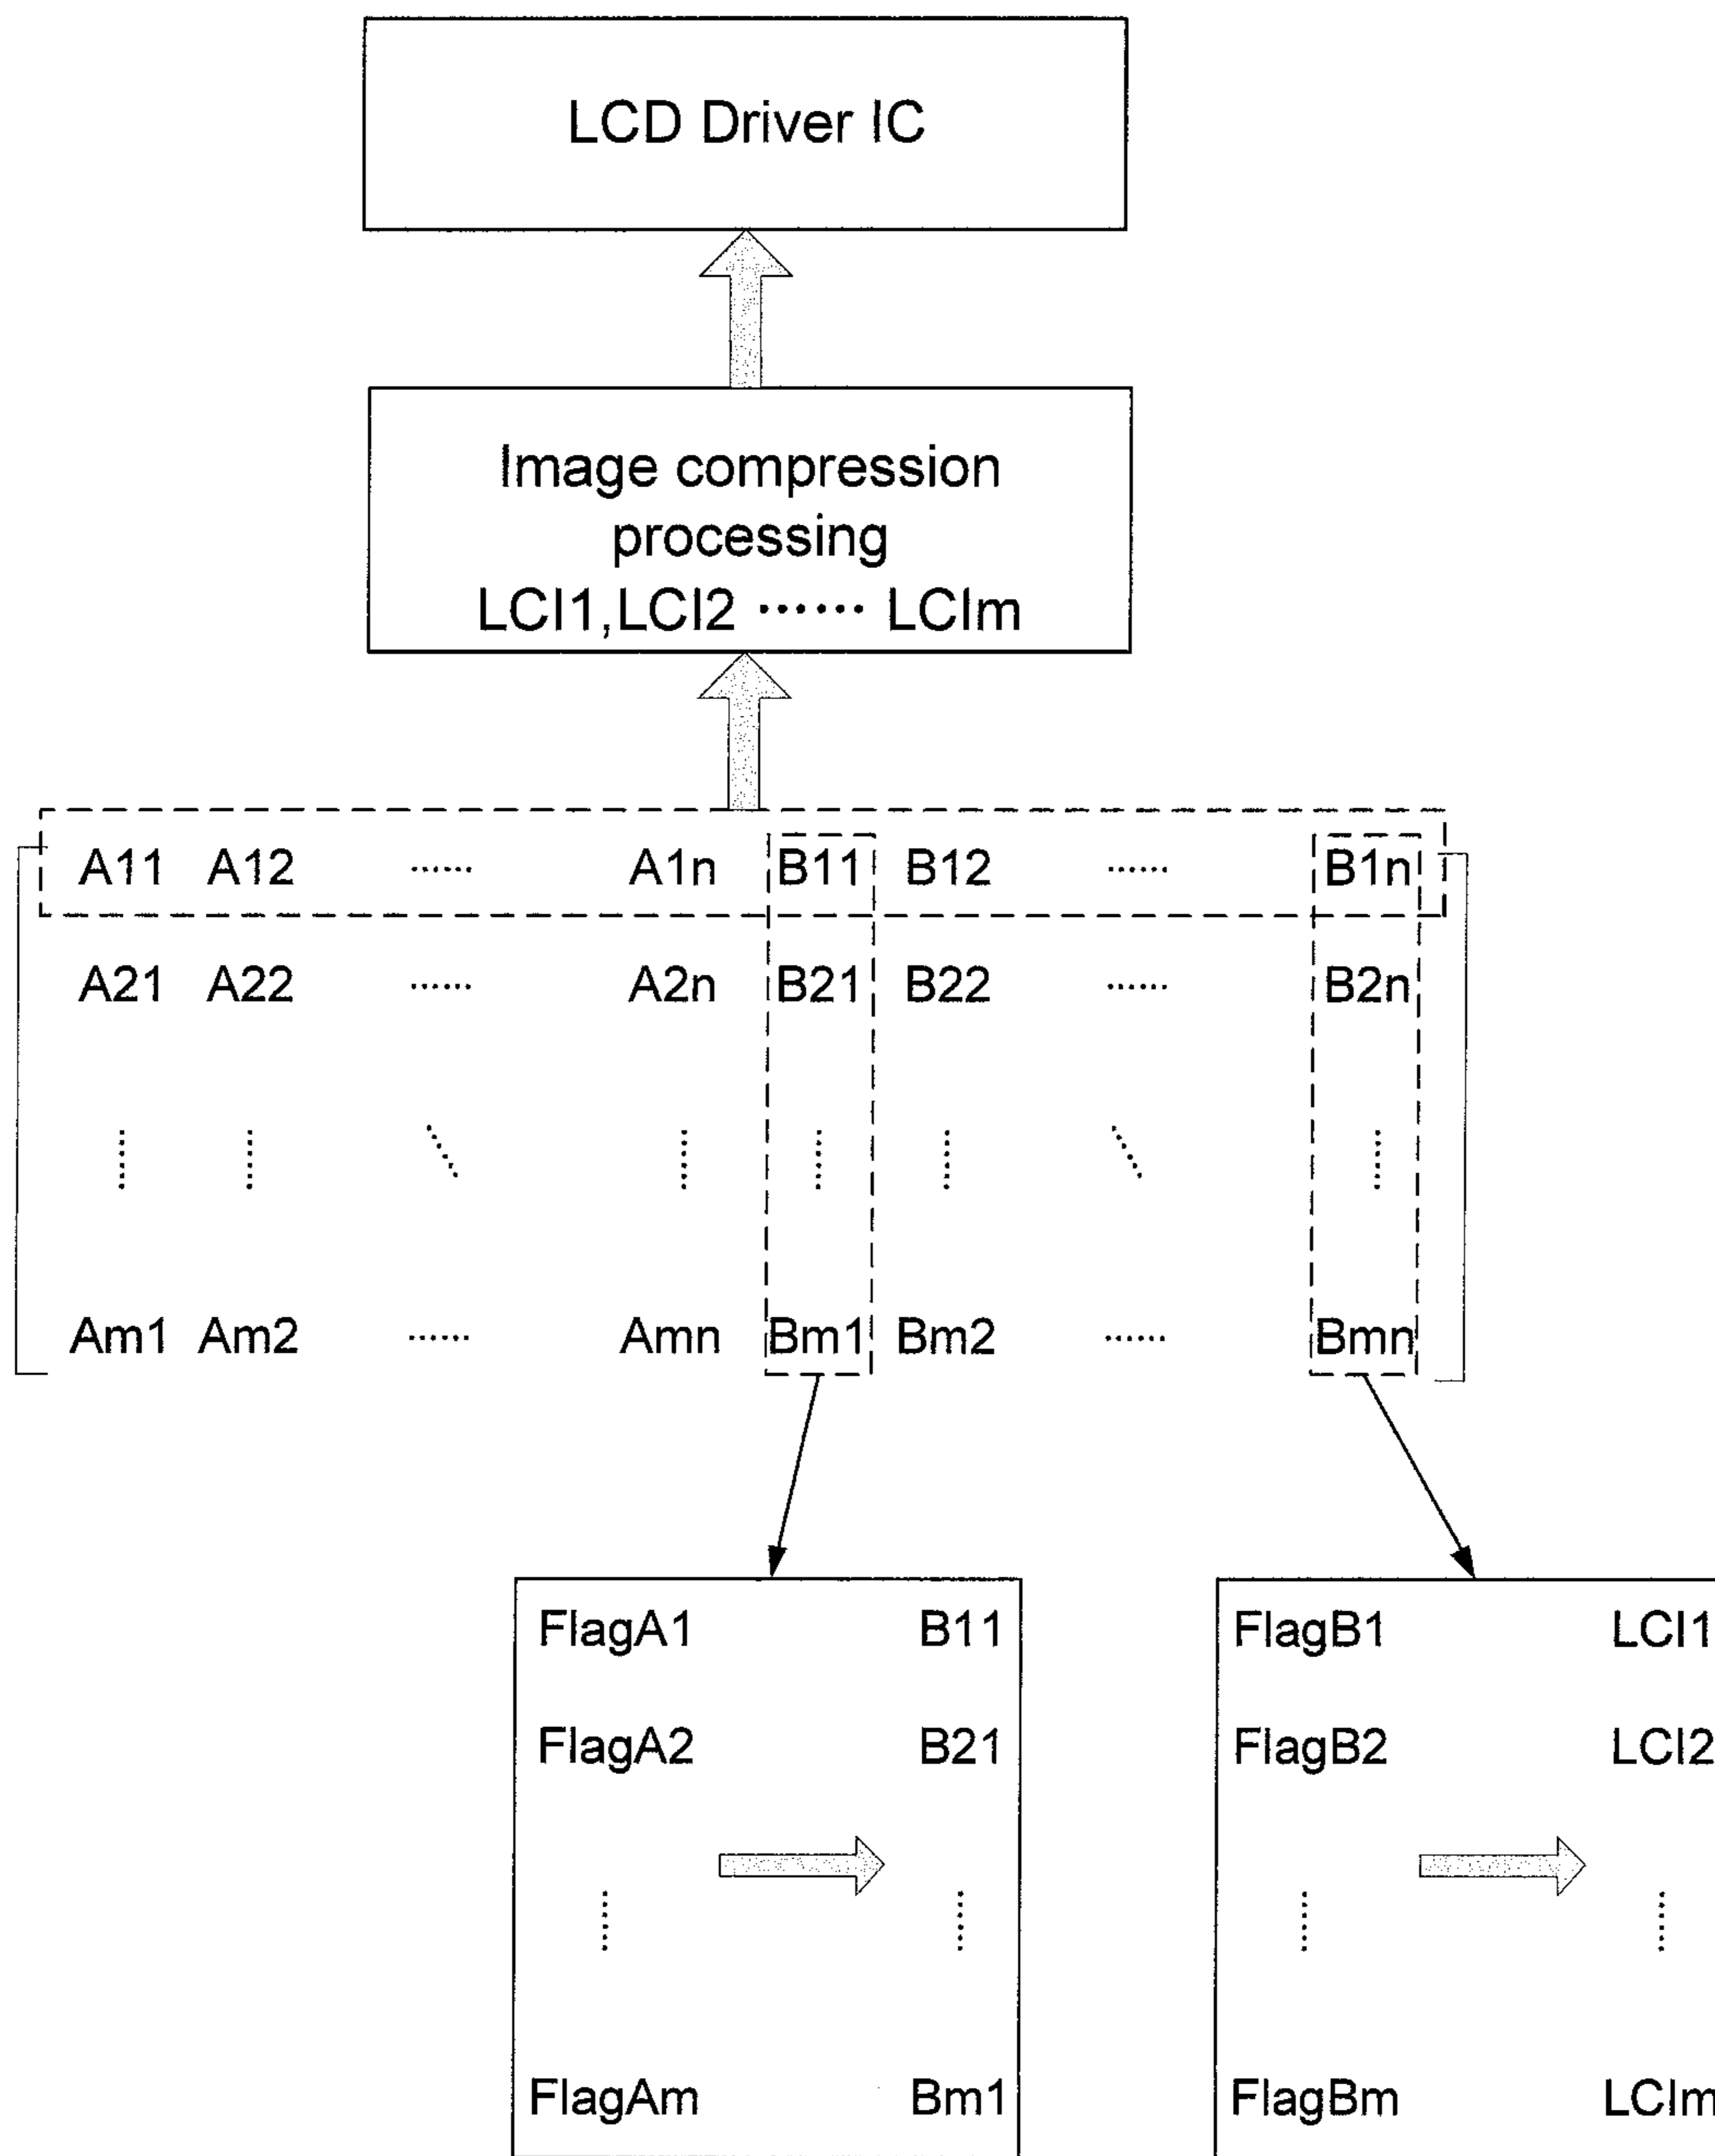 LCD Driver IC
Image compression
processing
LCI1,LCI2 ...... LCIm
A11 A12 ...... A1n B11 B12 ...... B1n
A21 A22 ...... A2n B21 B22 ...... B2n
Am1 Am2 ...... Amn Bm1 Bm2 ...... Bmn
FlagA1 B11
FlagA2 B21
FlagAm Bm1
FlagB1 LCI1
FlagB2 LCI2
FlagBm LCIm